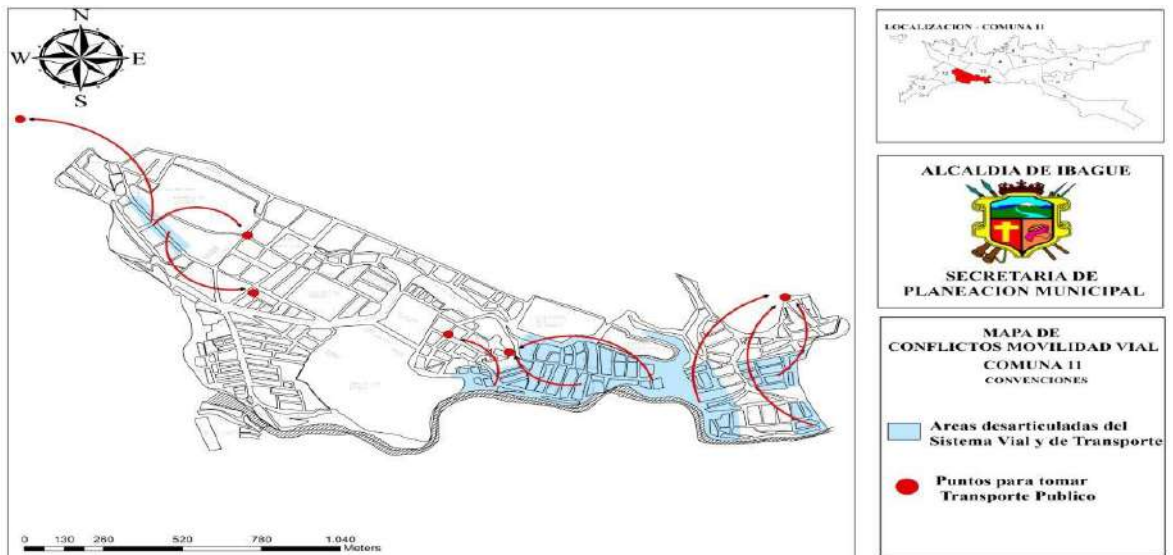 N
W E
S
LOCALIZACION - COMUNA 11
ALCALDIA DE IBAGUE
SECRETARIA DE
PLANEACION MUNICIPAL
MAPA DE
CONFLICTOS MOVILIDAD VIAL
COMUNA 11
CONVENCIONES
Areas desarticuladas del
Sistema Vial y de Transporte
Puntos para tomar
Transporte Publico
0 130 260 520 780 1.040
Meters